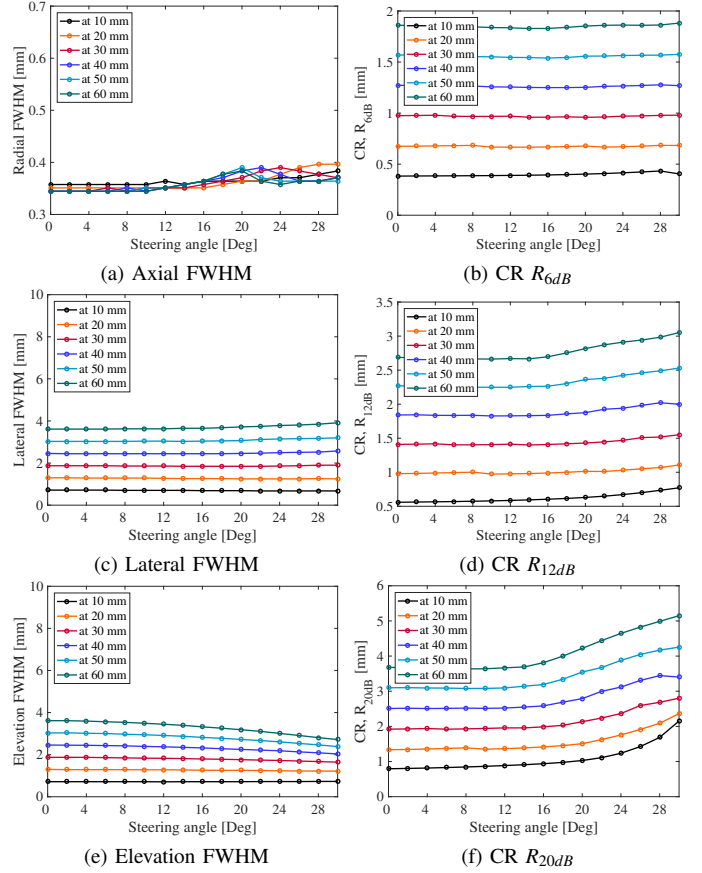 0.7
0.6
0.5
0.4
0.3
Radial FWHM [mm]
at 10 mm
at 20 mm
at 30 mm
at 40 mm
at 50 mm
at 60 mm
0 4 8 12 16 20 24 28
Steering angle [Deg]
(a) Axial FWHM
2
1.5
1
0.5
0
CR, R6dB [mm]
at 10 mm
at 20 mm
at 30 mm
at 40 mm
at 50 mm
at 60 mm
0 4 8 12 16 20 24 28
Steering angle [Deg]
(b) CR R6dB
10
8
6
4
2
0
Lateral FWHM [mm]
at 10 mm
at 20 mm
at 30 mm
at 40 mm
at 50 mm
at 60 mm
0 4 8 12 16 20 24 28
Steering angle [Deg]
(c) Lateral FWHM
3.5
3
2.5
2
1.5
1
0.5
CR, R12dB [mm]
at 10 mm
at 20 mm
at 30 mm
at 40 mm
at 50 mm
at 60 mm
0 4 8 12 16 20 24 28
Steering angle [Deg]
(d) CR R12dB
10
8
6
4
2
0
Elevation FWHM [mm]
at 10 mm
at 20 mm
at 30 mm
at 40 mm
at 50 mm
at 60 mm
0 4 8 12 16 20 24 28
Steering angle [Deg]
(e) Elevation FWHM
6
5
4
3
2
1
0
CR, R20dB [mm]
at 10 mm
at 20 mm
at 30 mm
at 40 mm
at 50 mm
at 60 mm
0 4 8 12 16 20 24 28
Steering angle [Deg]
(f) CR R20dB